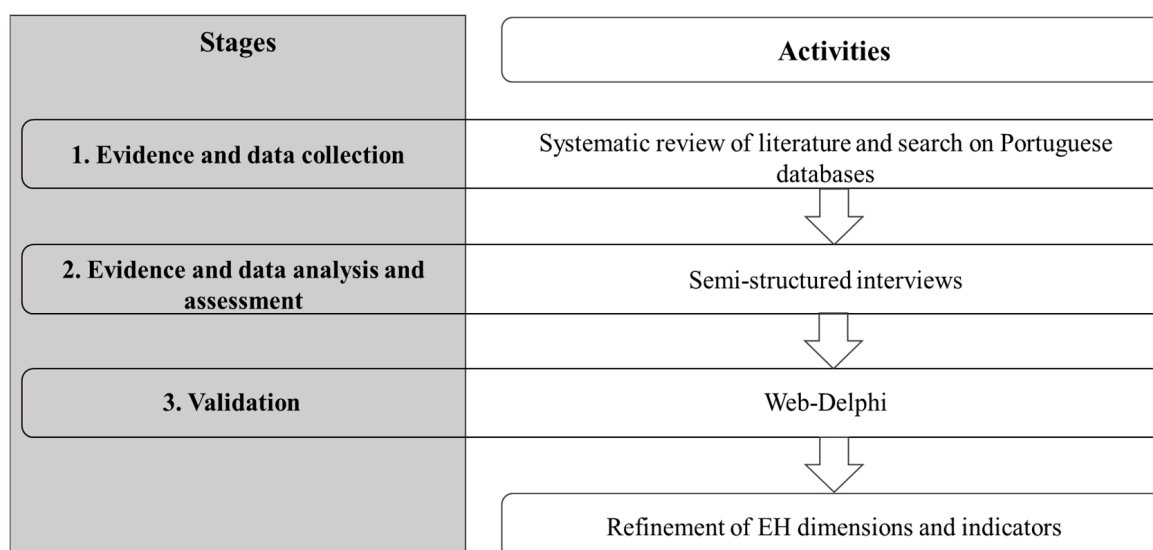 Stages
Activities
1. Evidence and data collection
Systematic review of literature and search on Portuguese
databases
2. Evidence and data analysis and
assessment
Semi-structured interviews
3. Validation
Web-Delphi
Refinement of EH dimensions and indicators